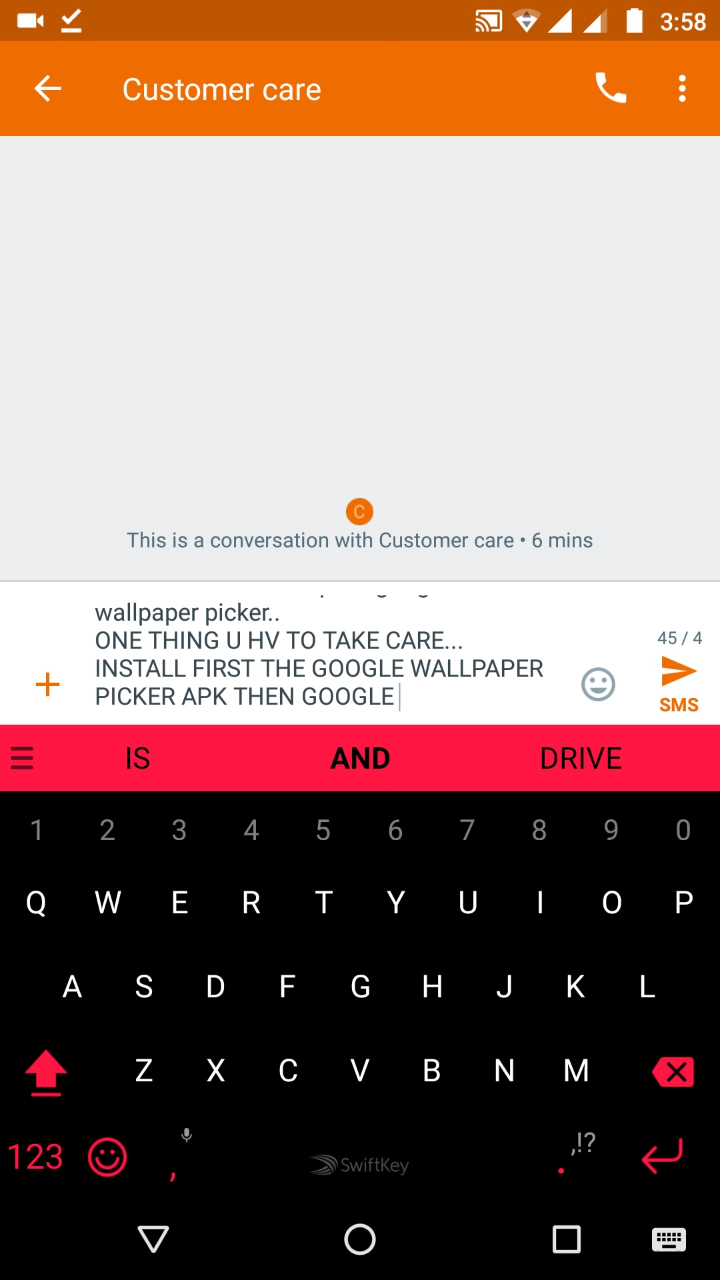 3:58
Customer care
C
This is a conversation with Customer care • 6 mins
wallpaper picker..
ONE THING U HV TO TAKE CARE...
INSTALL FIRST THE GOOGLE WALLPAPER
PICKER APK THEN GOOGLE
45 / 4
SMS
IS AND DRIVE
1 2 3 4 5 6 7 8 9 0
Q W E R T Y U I O P
A S D F G H J K L
Z X C V B N M
123 , SwiftKey . ,!?